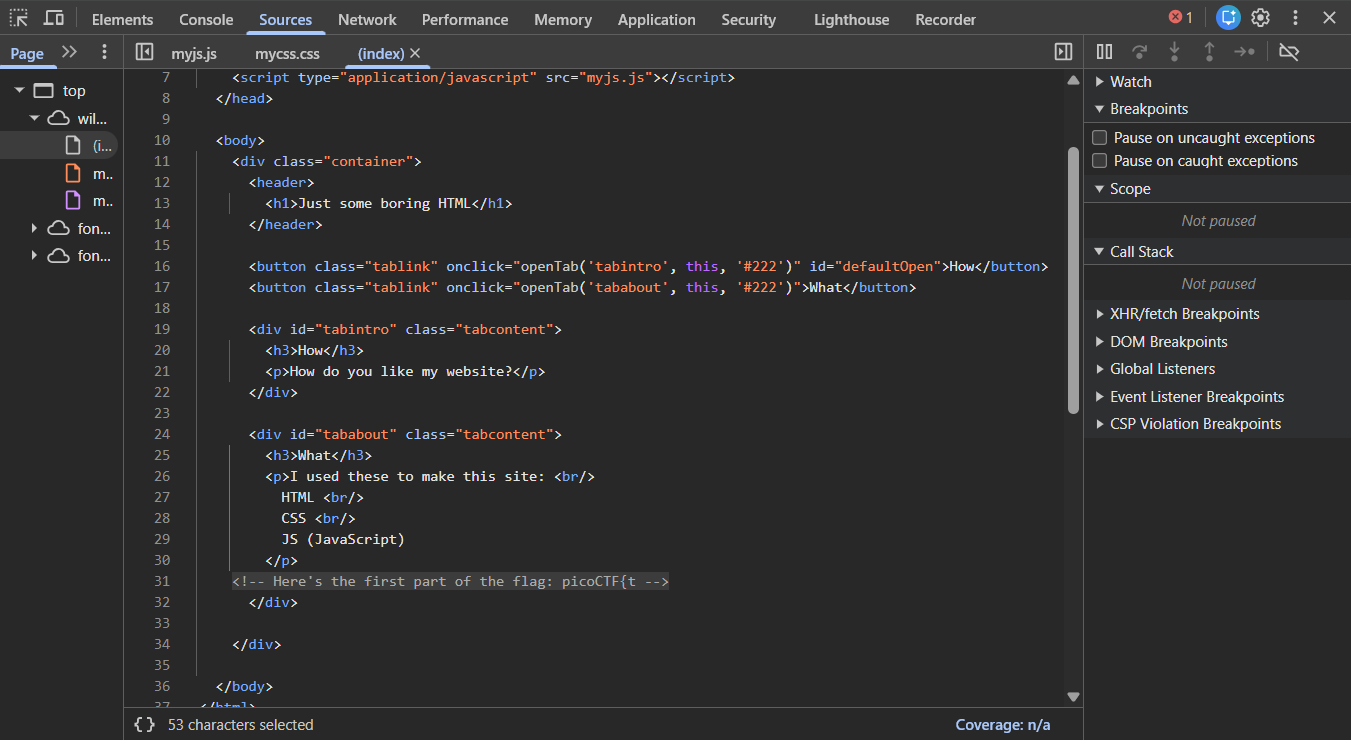 Elements Console Sources Network Performance Memory Application Security Lighthouse Recorder 1
Page
myjs.js mycss.css (index)
top
wil...
(i...
m..
m..
fon...
fon...
7 <script type="application/javascript" src="myjs.js"></script>
8 </head>
9
10 <body>
11 <div class="container">
12 <header>
13 <h1>Just some boring HTML</h1>
14 </header>
15
16 <button class="tablink" onclick="openTab('tabintro', this, '#222')" id="defaultOpen">How</button>
17 <button class="tablink" onclick="openTab('tababout', this, '#222')">What</button>
18
19 <div id="tabintro" class="tabcontent">
20 <h3>How</h3>
21 <p>How do you like my website?</p>
22 </div>
23
24 <div id="tababout" class="tabcontent">
25 <h3>What</h3>
26 <p>I used these to make this site: <br/>
27 HTML <br/>
28 CSS <br/>
29 JS (JavaScript)
30 </p>
31 <!-- Here's the first part of the flag: picoCTF{t -->
32 </div>
33
34 </div>
35
36 </body>
37 </html>
{ } 53 characters selected Coverage: n/a
Watch
Breakpoints
Pause on uncaught exceptions
Pause on caught exceptions
Scope
Not paused
Call Stack
Not paused
XHR/fetch Breakpoints
DOM Breakpoints
Global Listeners
Event Listener Breakpoints
CSP Violation Breakpoints